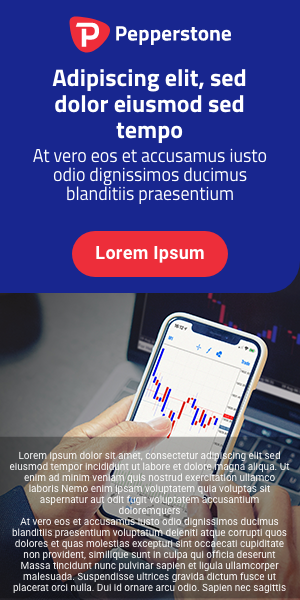 Pepperstone
Adipiscing elit, sed
dolor eiusmod sed
tempo
At vero eos et accusamus iusto
odio dignissimos ducimus
blanditiis praesentium
Lorem Ipsum
Lorem ipsum dolor sit amet, consectetur adipiscing elit sed
eiusmod tempor incididunt ut labore et dolore magna aliqua. Ut
enim ad minim veniam quis nostrud exercitation ullamco
laboris Nemo enim ipsam voluptatem quia voluptas sit
aspernatur aut odit fugit voluptatem accusantium
doloremquers
At vero eos et accusamus iusto odio dignissimos ducimus
blanditiis praesentium voluptatum deleniti atque corrupti quos
dolores et quas molestias excepturi sint occaecati cupiditate
non provident, similique sunt in culpa qui officia deserunt
Massa tincidunt nunc pulvinar sapien et ligula ullamcorper
malesuada. Suspendisse ultrices gravida dictum fusce ut
placerat orci nulla. Dui id ornare arcu odio. Sapien nec sagittis